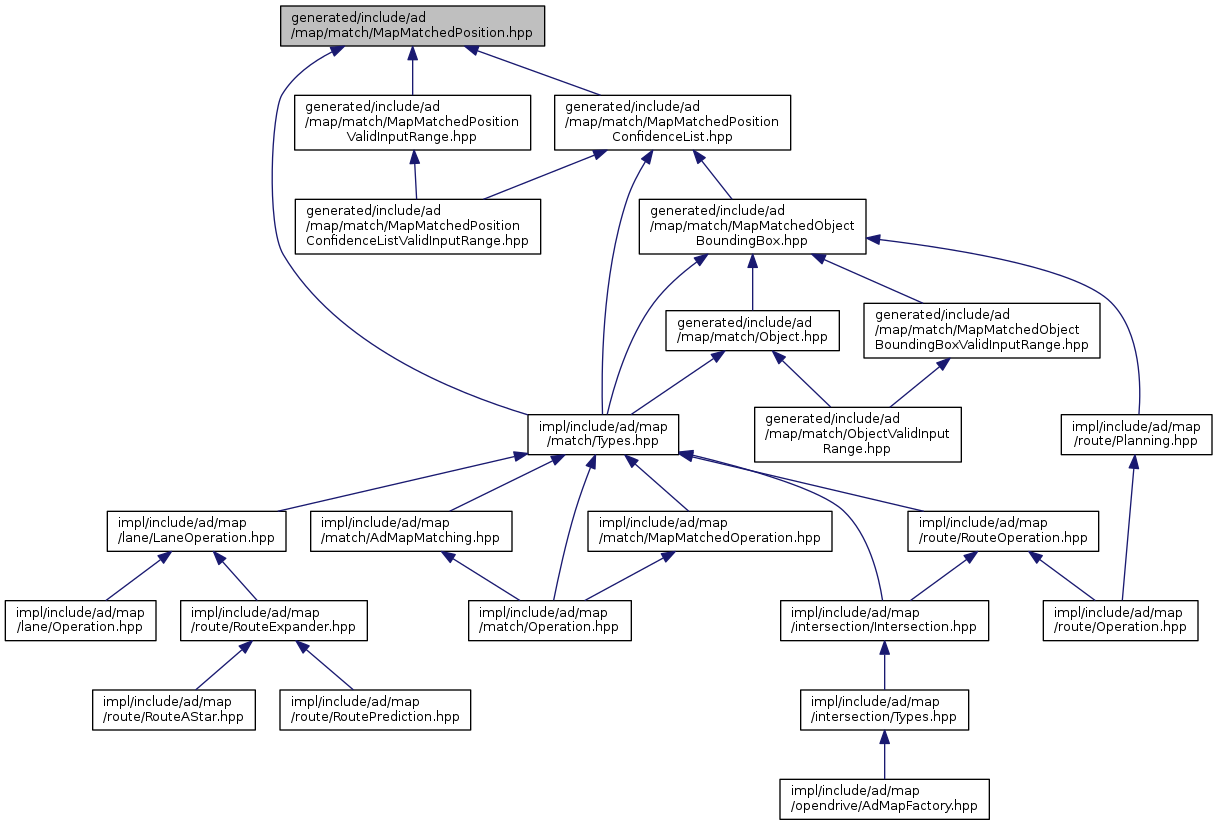 generated/include/ad
/map/match/MapMatchedPosition.hpp
generated/include/ad
/map/match/MapMatchedPosition
ValidInputRange.hpp
generated/include/ad
/map/match/MapMatchedPosition
ConfidenceList.hpp
generated/include/ad
/map/match/MapMatchedPosition
ConfidenceListValidInputRange.hpp
generated/include/ad
/map/match/MapMatchedObject
BoundingBox.hpp
generated/include/ad
/map/match/Object.hpp
generated/include/ad
/map/match/MapMatchedObject
BoundingBoxValidInputRange.hpp
impl/include/ad/map
/match/Types.hpp
generated/include/ad
/map/match/ObjectValidInput
Range.hpp
impl/include/ad/map
/route/Planning.hpp
impl/include/ad/map
/lane/LaneOperation.hpp
impl/include/ad/map
/match/AdMapMatching.hpp
impl/include/ad/map
/match/MapMatchedOperation.hpp
impl/include/ad/map
/route/RouteOperation.hpp
impl/include/ad/map
/lane/Operation.hpp
impl/include/ad/map
/route/RouteExpander.hpp
impl/include/ad/map
/match/Operation.hpp
impl/include/ad/map
/intersection/Intersection.hpp
impl/include/ad/map
/route/Operation.hpp
impl/include/ad/map
/route/RouteAStar.hpp
impl/include/ad/map
/route/RoutePrediction.hpp
impl/include/ad/map
/intersection/Types.hpp
impl/include/ad/map
/opendrive/AdMapFactory.hpp